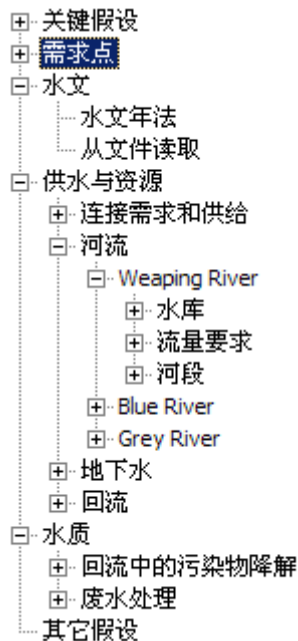 关键假设
需求点
水文
水文年法
从文件读取
供水与资源
连接需求和供给
河流
Weaping River
水库
流量要求
河段
Blue River
Grey River
地下水
回流
水质
回流中的污染物降解
废水处理
其它假设